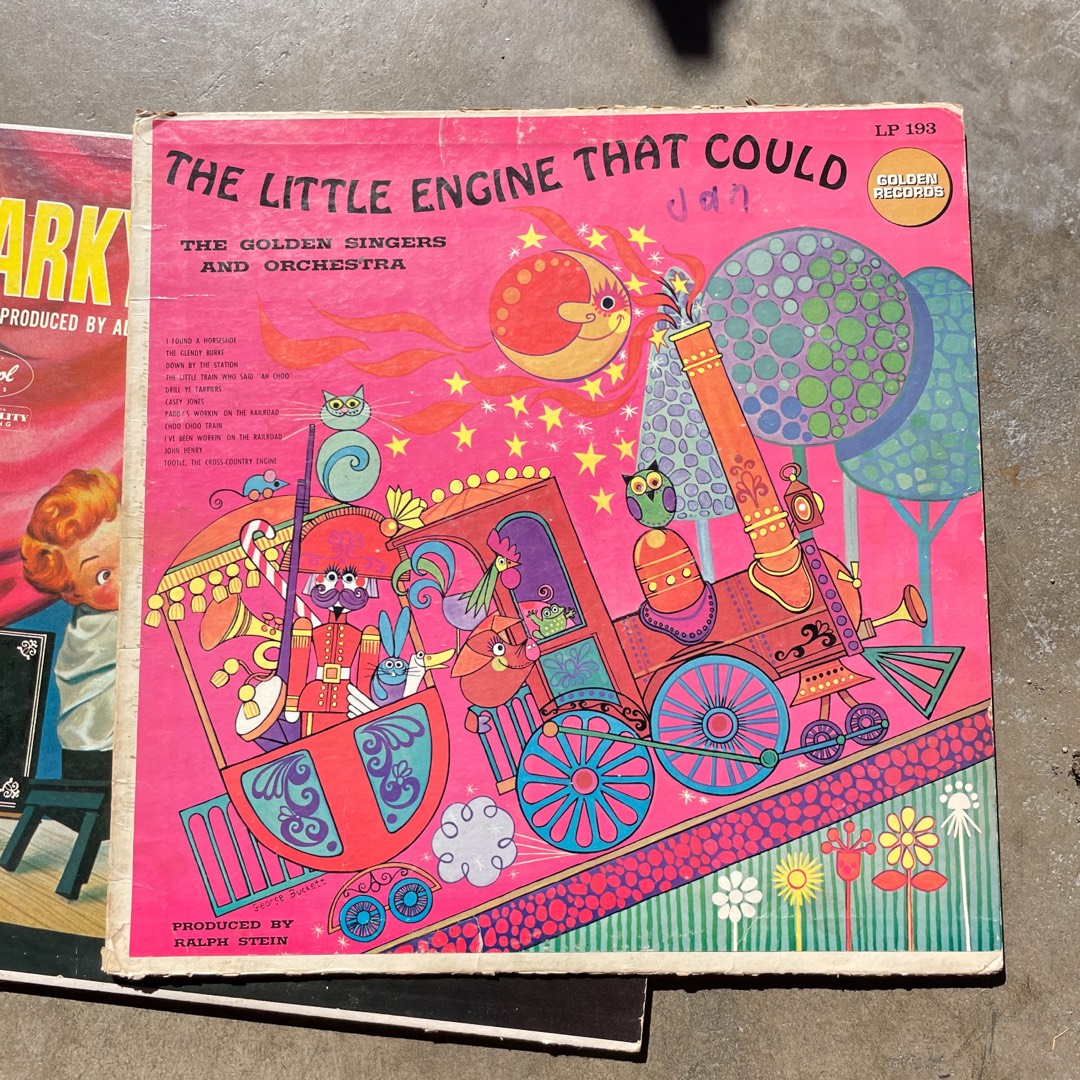 LP 193
THE LITTLE ENGINE THAT COULD
GOLDEN
RECORDS
Jan
THE GOLDEN SINGERS
AND ORCHESTRA
I FOUND A HORSESHOE
THE GLENDY BURKE
DOWN BY THE STATION
THE LITTLE TRAIN WHO SAID "AH CHOO"
DRILL YE TARRIERS
CASEY JONES
PADDY'S WORKIN' ON THE RAILROAD
CHOO CHOO TRAIN
I'VE BEEN WORKIN' ON THE RAILROAD
JOHN HENRY
TOOTLE, THE CROSS-COUNTRY ENGINE
George Buckett
PRODUCED BY
RALPH STEIN
ARKY
PRODUCED BY AL